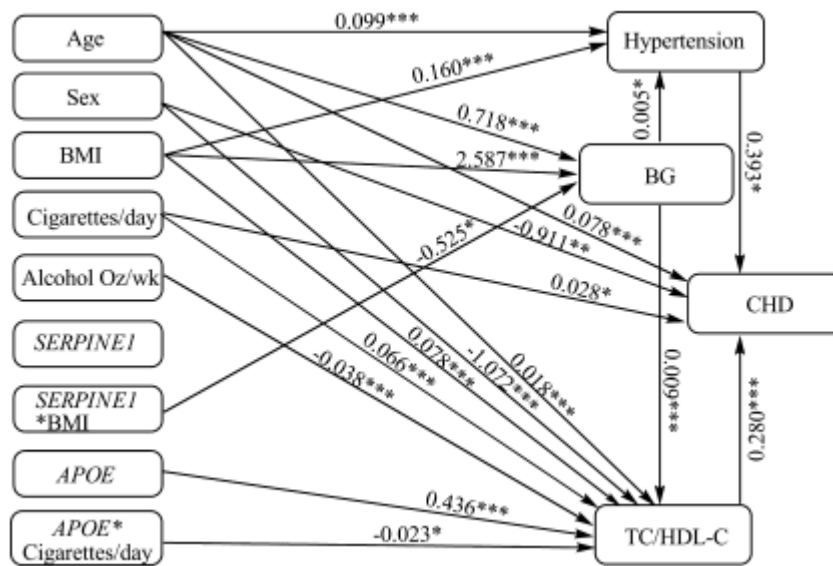 Age
Sex
BMI
Cigarettes/day
Alcohol Oz/wk
SERPINE1
SERPINE1
*BMI
APOE
APOE*
Cigarettes/day
0.099***
0.160***
0.718***
2.587***
-0.525*
0.078***
-0.911**
0.028*
0.018***
-1.072***
0.078***
0.066***
-0.038***
0.436***
-0.023*
Hypertension
0.005*
0.393*
BG
CHD
0.009***
0.280***
TC/HDL-C